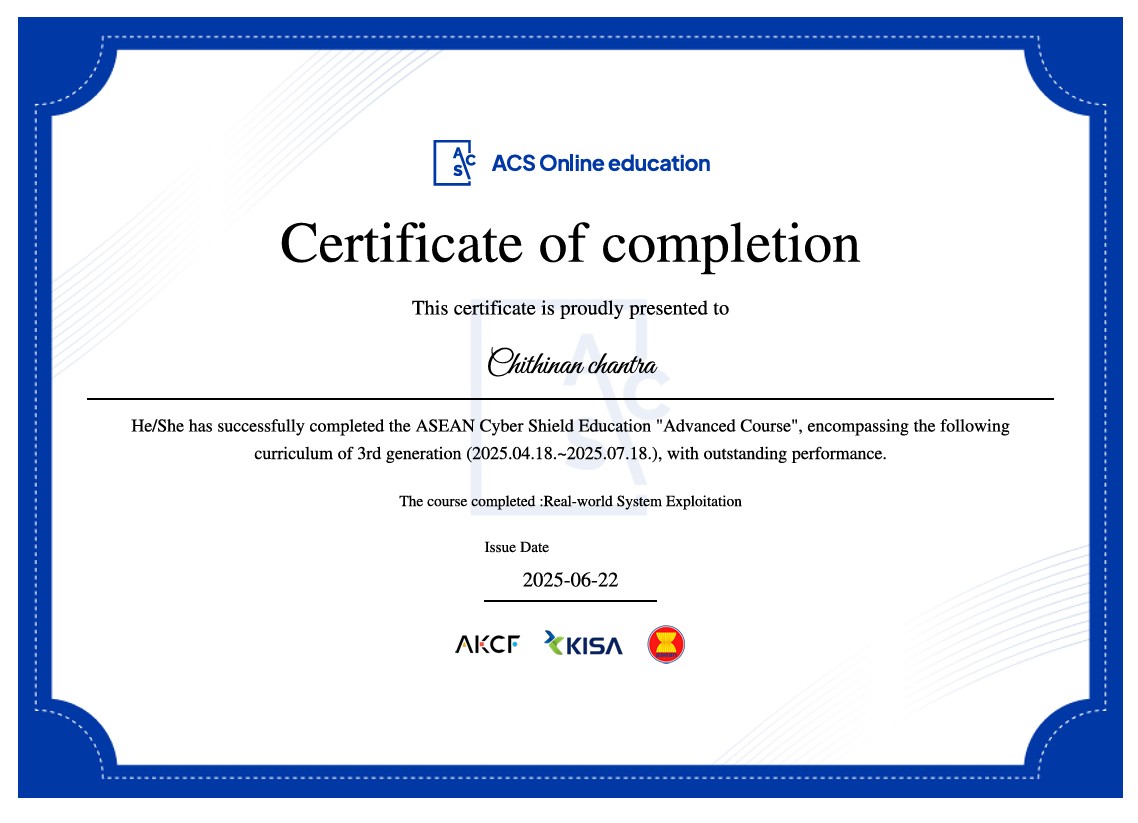 ACS ACS Online education
Certificate of completion
This certificate is proudly presented to
Chithinan chantra
He/She has successfully completed the ASEAN Cyber Shield Education "Advanced Course", encompassing the following
curriculum of 3rd generation (2025.04.18.~2025.07.18.), with outstanding performance.
ACS
The course completed :Real-world System Exploitation
Issue Date
2025-06-22
AKCF KISA